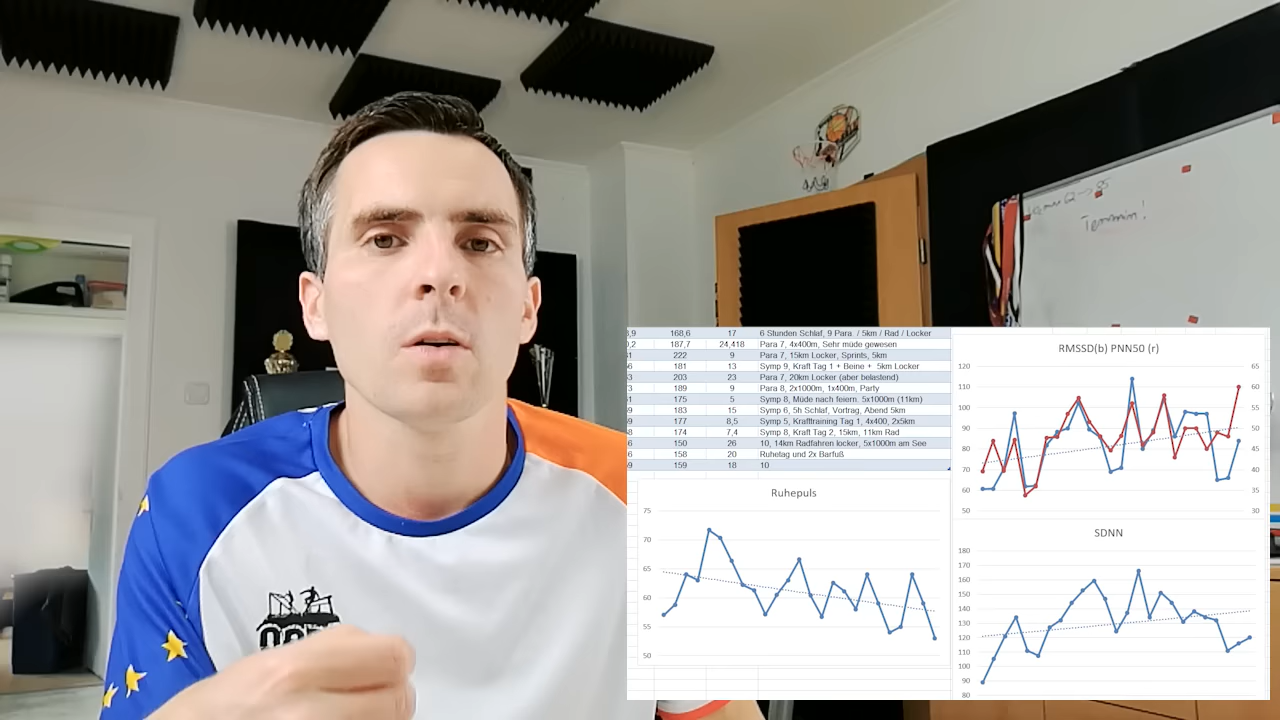 Termin!
3,9 168,6 17 6 Stunden Schlaf, 9 Para. / 5km / Rad / Locker
0,2 187,7 24,418 Para 7, 4x400m, Sehr müde gewesen
222 9 Para 7, 15km Locker, Sprints, 5km
181 13 Symp 9, Kraft Tag 1 + Beine + 5km Locker
203 23 Para 7, 20km Locker (aber belastend)
189 9 Para 8, 2x1000m, 1x400m, Party
175 5 Symp 8, Müde nach feiern. 5x1000m (11km)
183 15 Symp 6, 5h Schlaf, Vortrag, Abend 5km
177 8,5 Symp 5, Krafttraining Tag 1, 4x400, 2x5km
174 7,4 Symp 8, Kraft Tag 2, 15km, 11km Rad
150 26 10, 14km Radfahren locker, 5x1000m am See
158 20 Ruhetag und 2x Barfuß
159 18 10
Ruhepuls
75
70
65
60
55
50
RMSSD(b) PNN50 (r)
120 65
110 60
100 55
90 50
80 45
70 40
60 35
50 30
SDNN
180
170
160
150
140
130
120
110
100
90
80